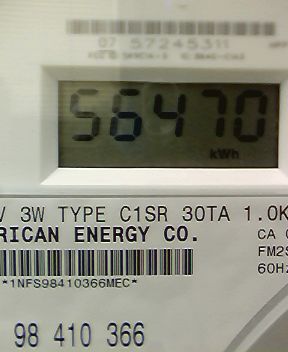 07 57245311
56470
kWh
V 3W TYPE C1SR 30TA 1.0K
RICAN ENERGY CO.
CA
FM2S
60Hz
*1NFS98410366MEC*
98 410 366